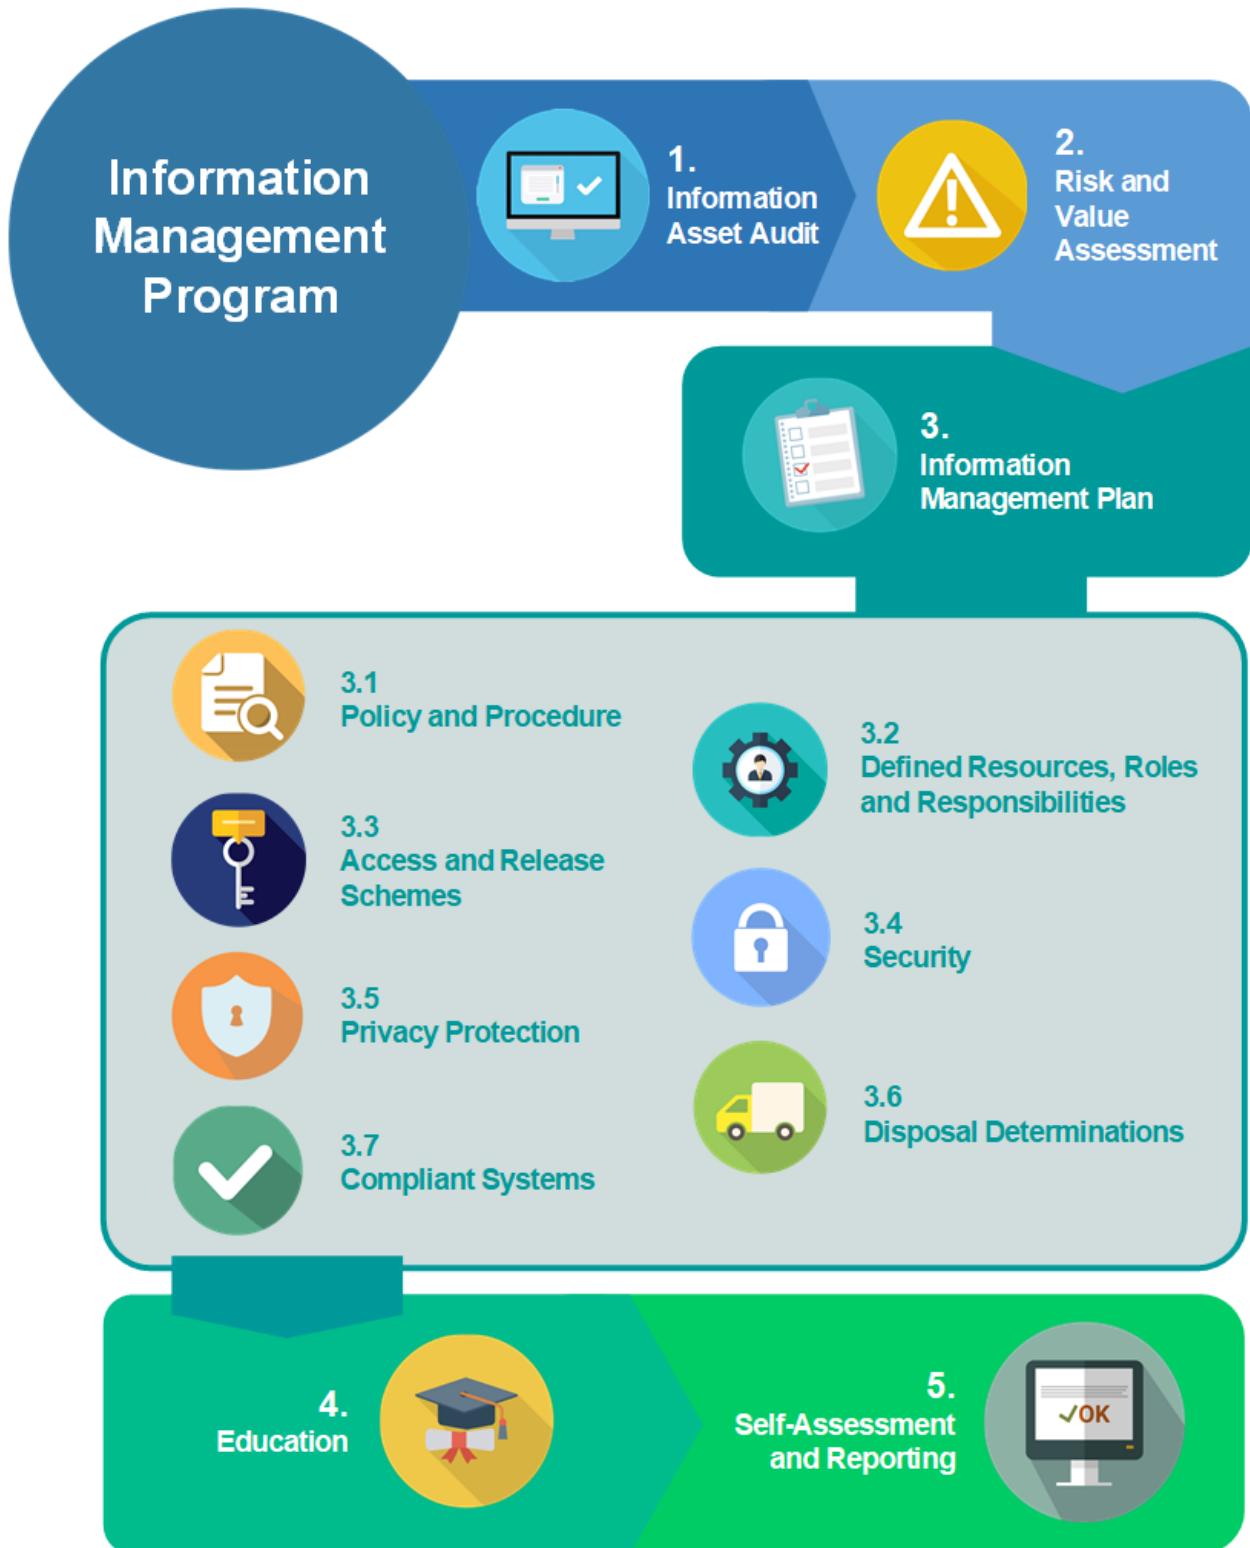 Information
Management
Program
1.
Information
Asset Audit
2.
Risk and
Value
Assessment
3.
Information
Management Plan
3.1
Policy and Procedure
3.2
Defined Resources, Roles
and Responsibilities
3.3
Access and Release
Schemes
3.4
Security
3.5
Privacy Protection
3.6
Disposal Determinations
3.7
Compliant Systems
4.
Education
5.
Self-Assessment
and Reporting
OK